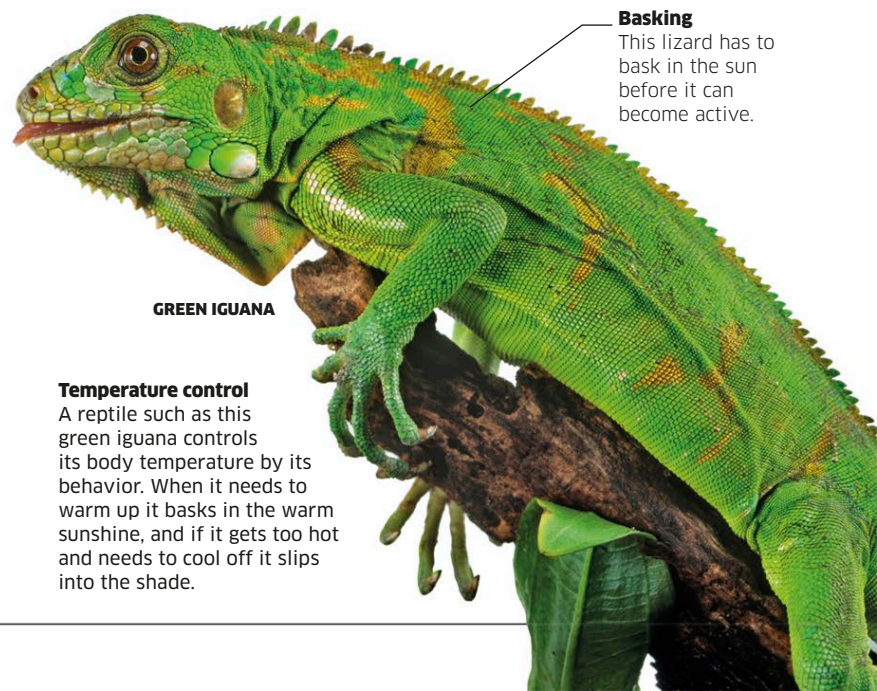 Basking
This lizard has to
bask in the sun
before it can
become active.
GREEN IGUANA
Temperature control
A reptile such as this
green iguana controls
its body temperature by its
behavior. When it needs to
warm up it basks in the warm
sunshine, and if it gets too hot
and needs to cool off it slips
into the shade.